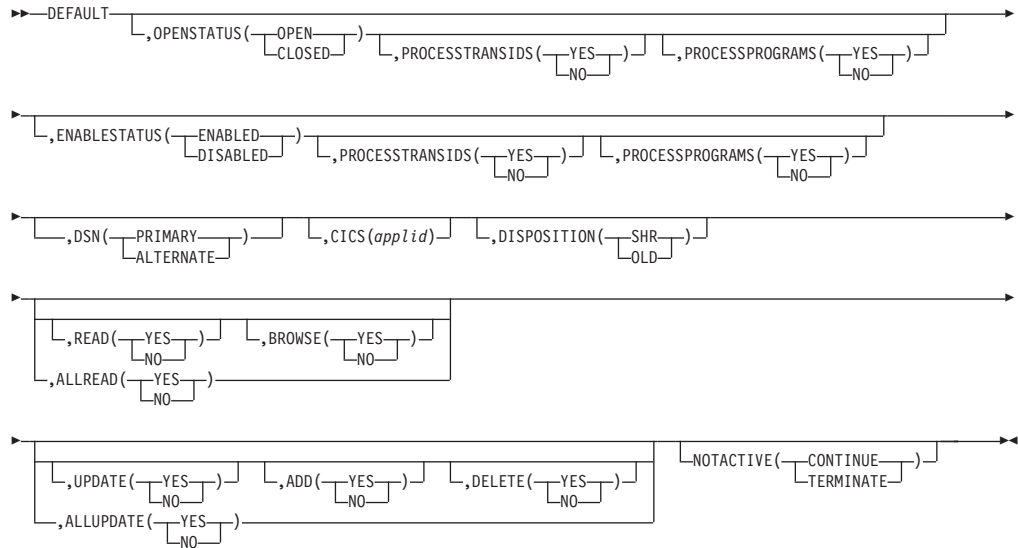 DEFAULT
,OPENSTATUS( OPEN )
CLOSED
,PROCESSTRANSIDS( YES )
NO
,PROCESSPROGRAMS( YES )
NO
,ENABLESTATUS( ENABLED )
DISABLED
,PROCESSTRANSIDS( YES )
NO
,PROCESSPROGRAMS( YES )
NO
,DSN( PRIMARY )
ALTERNATE
,CICS(applid)
,DISPOSITION( SHR )
OLD
,READ( YES )
NO
,BROWSE( YES )
NO
,ALLREAD( YES )
NO
,UPDATE( YES )
NO
,ADD( YES )
NO
,DELETE( YES )
NO
,ALLUPDATE( YES )
NO
NOTACTIVE( CONTINUE )
TERMINATE